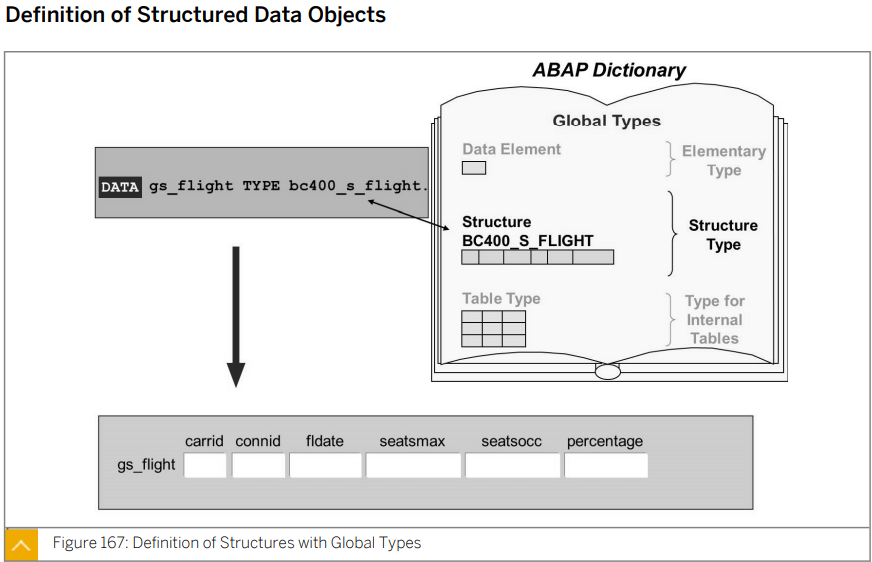 Definition of Structured Data Objects
ABAP Dictionary
Global Types
Data Element
Elementary
Type
DATA gs_flight TYPE bc400_s_flight.
Structure
BC400_S_FLIGHT
Structure
Type
Table Type
Type for
Internal
Tables
carrid connid fldate seatsmax seatsocc percentage
gs_flight
Figure 167: Definition of Structures with Global Types